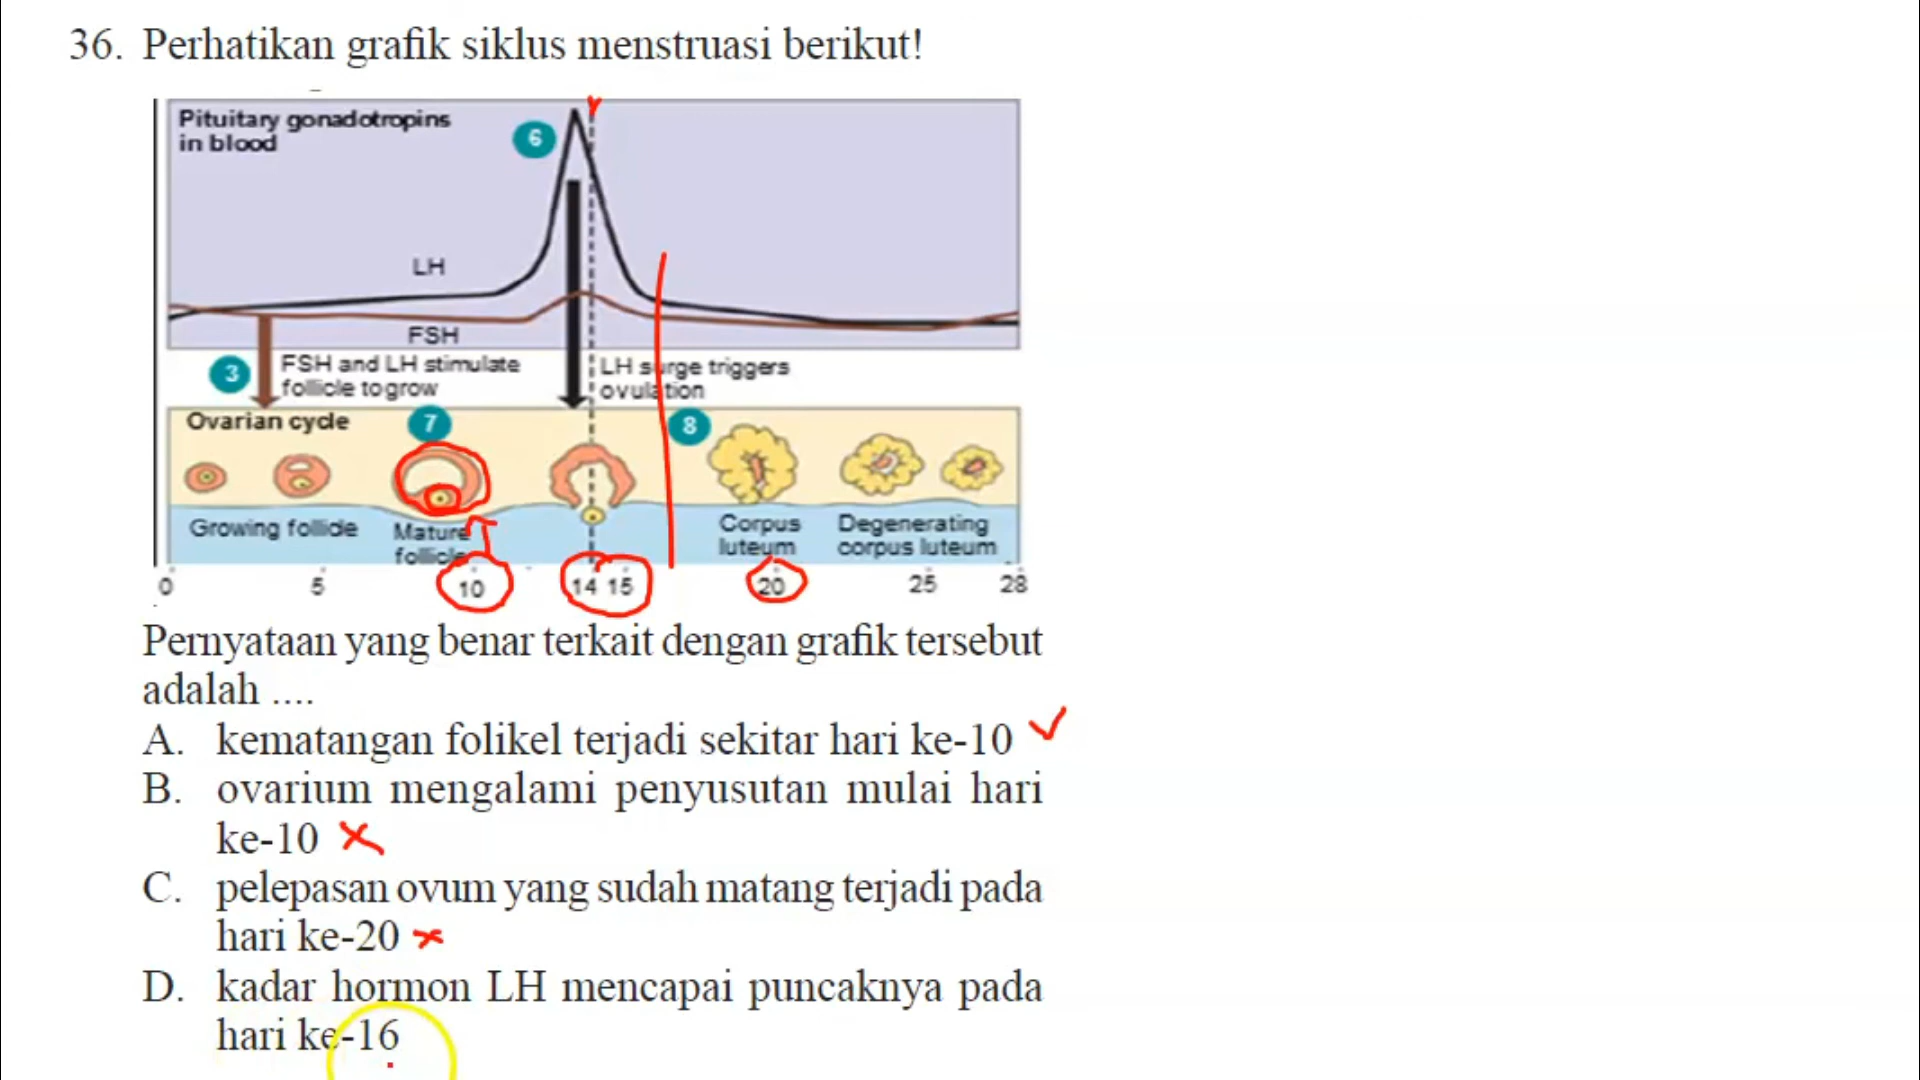 36. Perhatikan grafik siklus menstruasi berikut!
Pituitary gonadotropins
in blood
6
LH
FSH
3
FSH and LH stimulate
follicle to grow
LH surge triggers
ovulation
Ovarian cycle
7
8
Growing follicle
Mature
follicle
Corpus
luteum
Degenerating
corpus luteum
0 5 10 14 15 20 25 28
Pernyataan yang benar terkait dengan grafik tersebut
adalah ....
A. kematangan folikel terjadi sekitar hari ke-10
B. ovarium mengalami penyusutan mulai hari
ke-10
C. pelepasan ovum yang sudah matang terjadi pada
hari ke-20
D. kadar hormon LH mencapai puncaknya pada
hari ke-16